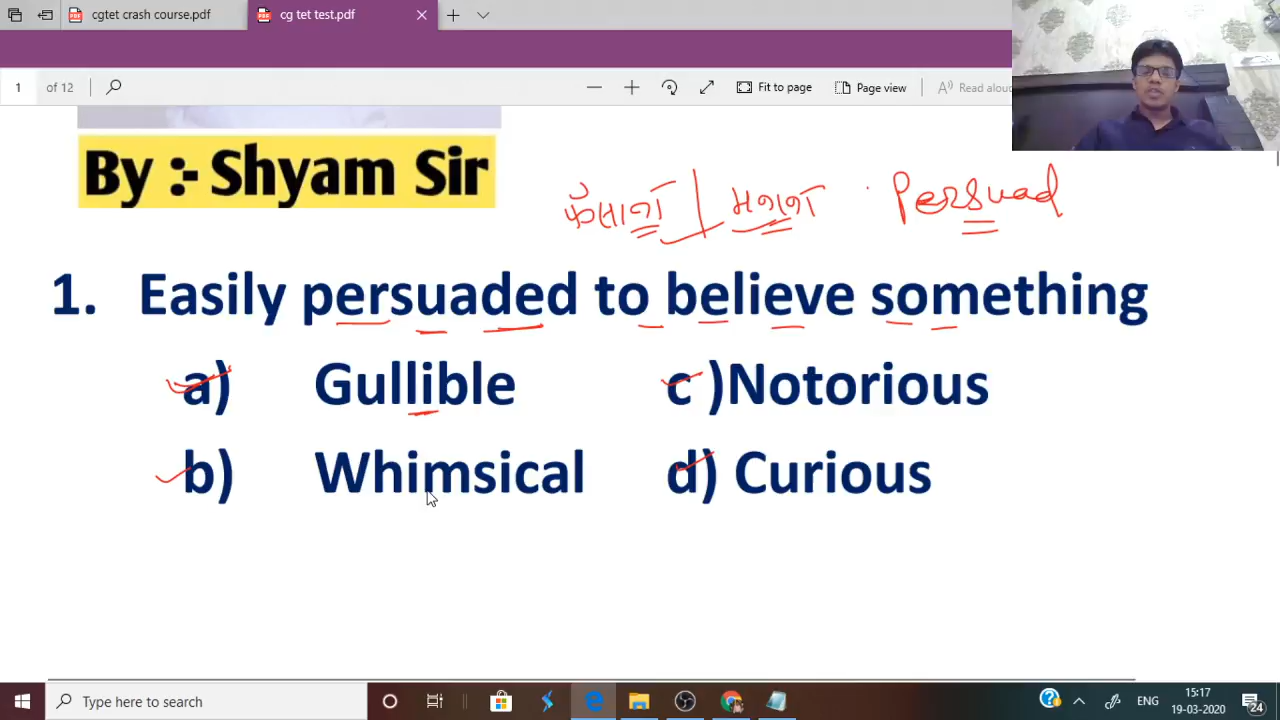 cgtet crash course.pdf
cg tet test.pdf
1 of 12
Fit to page
Page view
Read alou
By :- Shyam Sir
Persuad
1. Easily persuaded to believe something
a) Gullible
c )Notorious
b) Whimsical
d) Curious
Type here to search
ENG
15:17
19-03-2020
24